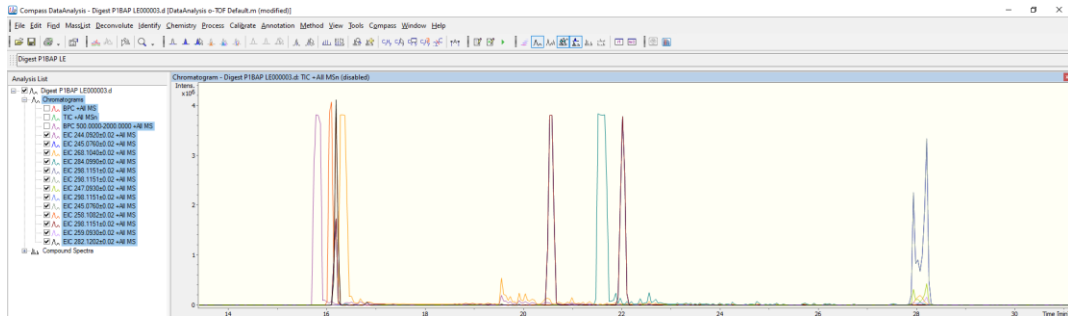 Compass DataAnalysis - Digest P1BAP LE000003.d [DataAnalysis o-TOF Default.m (modified)]
File Edit Find MassList Deconvolute Identify Chemistry Process Calibrate Annotation Method View Tools Compass Window Help
Digest P1BAP LE
Analysis List
Digest P1BAP LE000003.d
Chromatograms
BPC +All MS
TIC +All MSn
BPC 500.0000-2000.0000 +All MS
EIC 244.0920±0.02 +All MS
EIC 245.0760±0.02 +All MS
EIC 268.1040±0.02 +All MS
EIC 284.0990±0.02 +All MS
EIC 298.1151±0.02 +All MS
EIC 298.1151±0.02 +All MS
EIC 247.0930±0.02 +All MS
EIC 298.1151±0.02 +All MS
EIC 245.0760±0.02 +All MS
EIC 258.1082±0.02 +All MS
EIC 298.1151±0.02 +All MS
EIC 259.0930±0.02 +All MS
EIC 282.1202±0.02 +All MS
Compound Spectra
Chromatogram - Digest P1BAP LE000003.d: TIC +All MSn (disabled)
Intens.
x10⁶
4
3
2
1
0
14 16 18 20 22 24 26 28 30 Time [min]